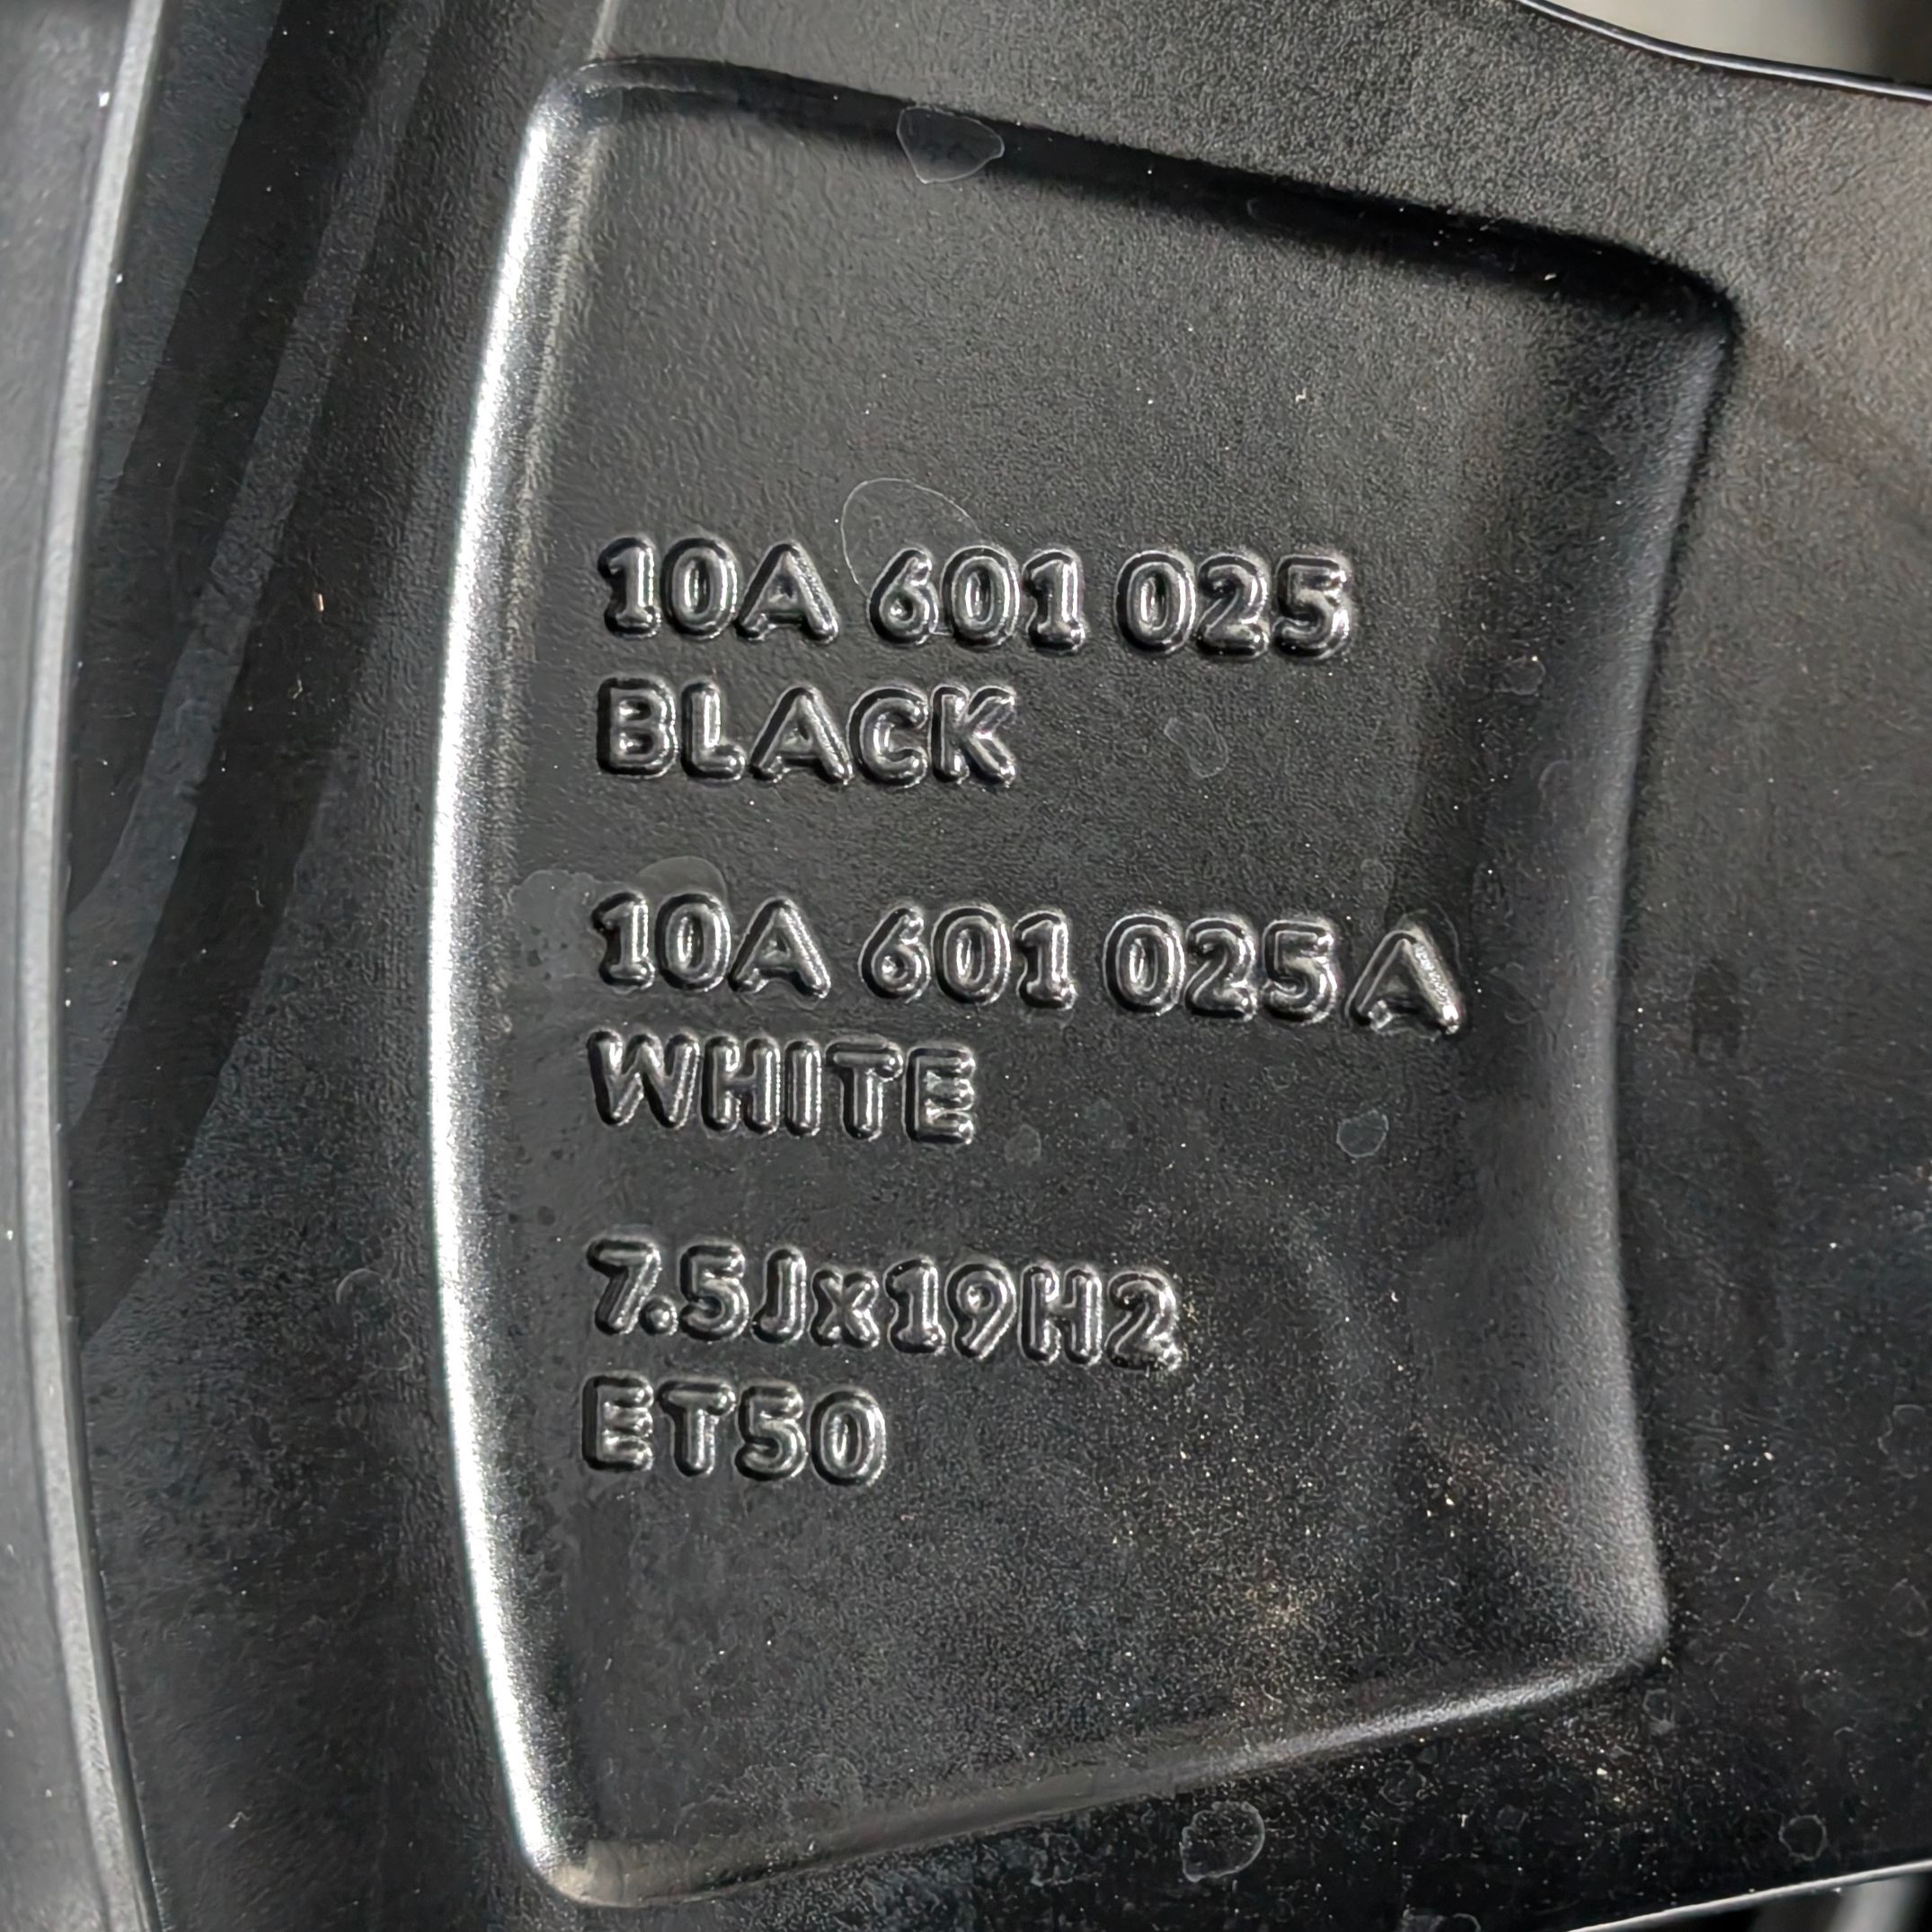 10A 601 025
BLACK
10A 601 025 A
WHITE
7.5Jx19H2
ET50